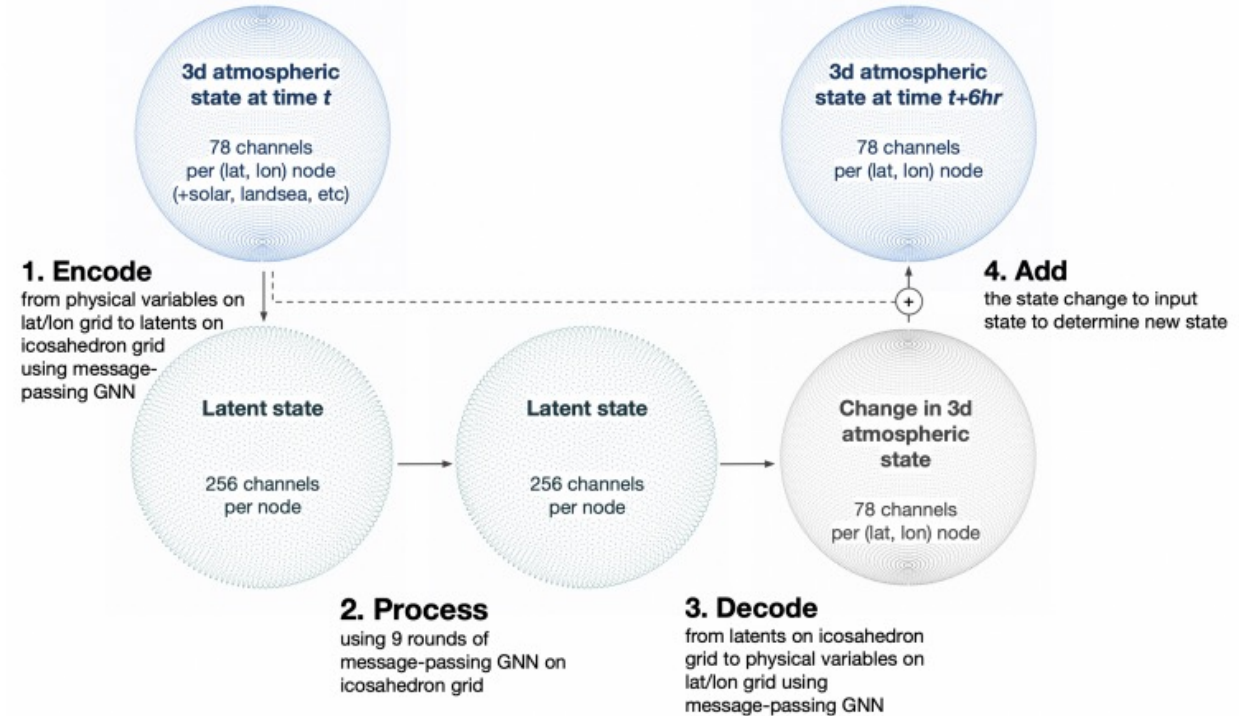 3d atmospheric
state at time t
78 channels
per (lat, lon) node
(+solar, landsea, etc)
3d atmospheric
state at time t+6hr
78 channels
per (lat, lon) node
1. Encode
from physical variables on
lat/lon grid to latents on
icosahedron grid
using message-
passing GNN
+
4. Add
the state change to input
state to determine new state
Latent state
256 channels
per node
Latent state
256 channels
per node
Change in 3d
atmospheric
state
78 channels
per (lat, lon) node
2. Process
using 9 rounds of
message-passing GNN on
icosahedron grid
3. Decode
from latents on icosahedron
grid to physical variables on
lat/lon grid using
message-passing GNN